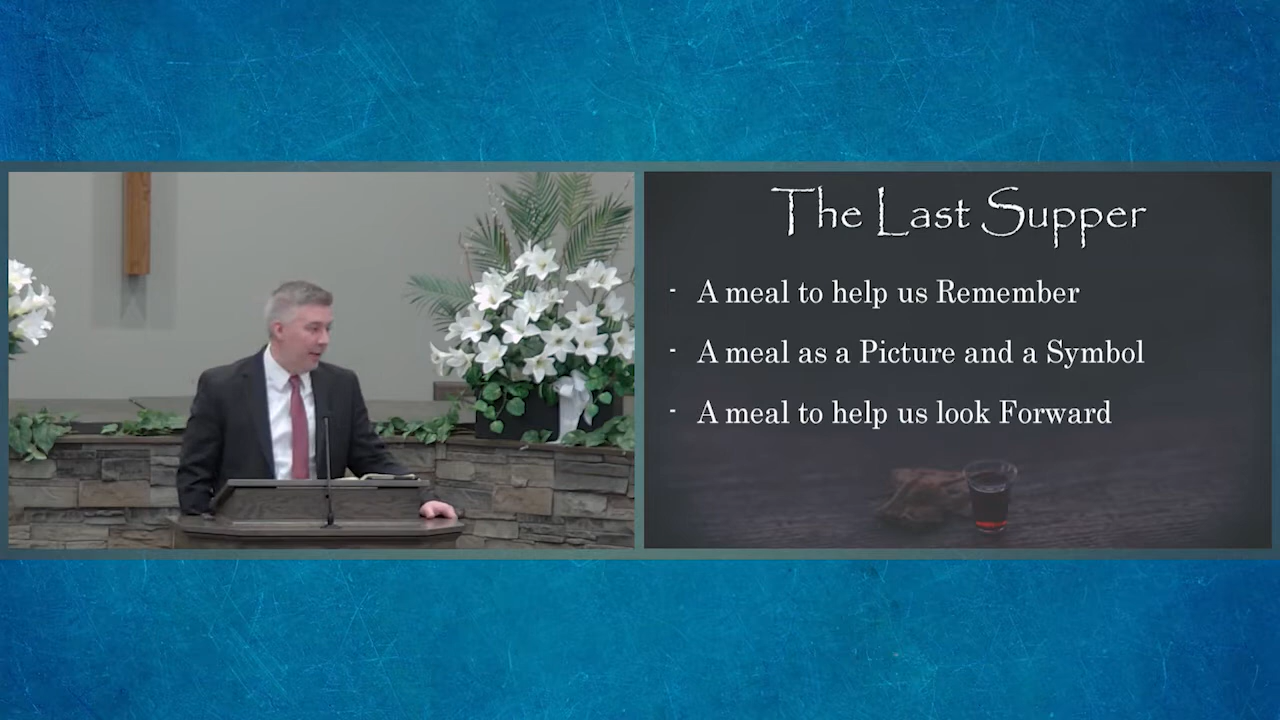 The Last Supper
- A meal to help us Remember
- A meal as a Picture and a Symbol
- A meal to help us look Forward